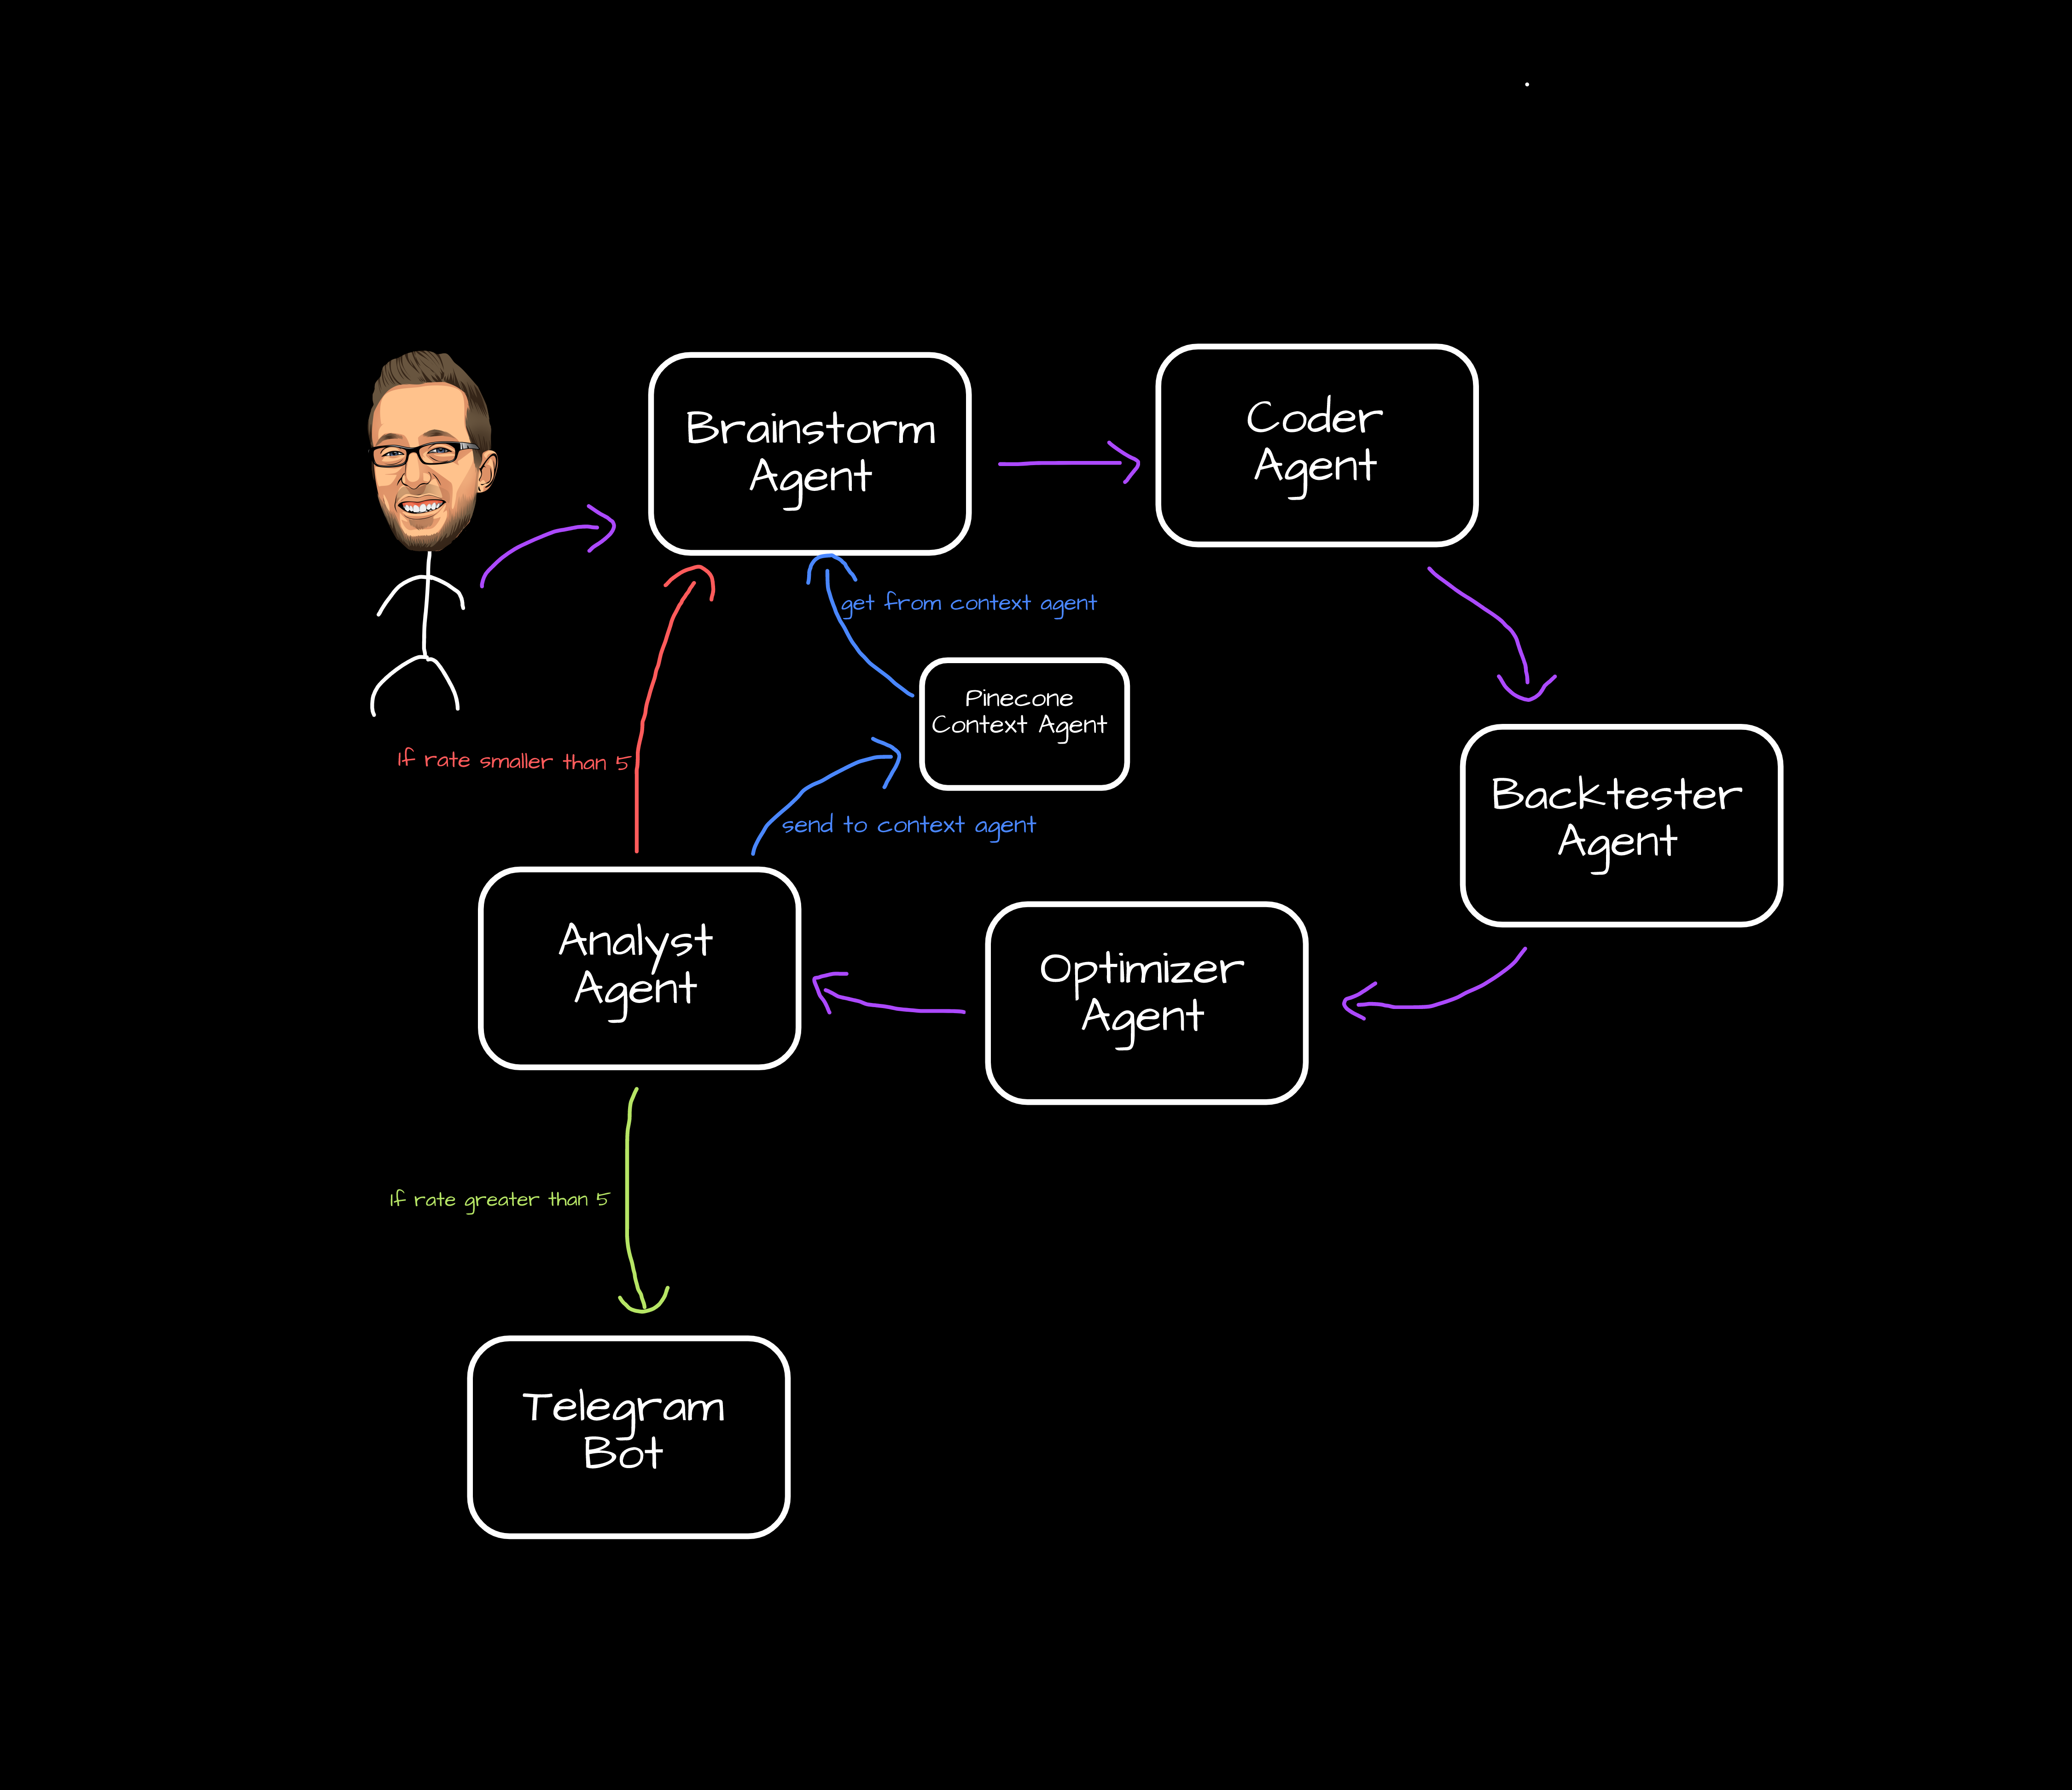 Brainstorm
Agent
Coder
Agent
get from context agent
Pinecone
Context Agent
If rate smaller than 5
send to context agent
Backtester
Agent
Analyst
Agent
Optimizer
Agent
If rate greater than 5
Telegram
Bot